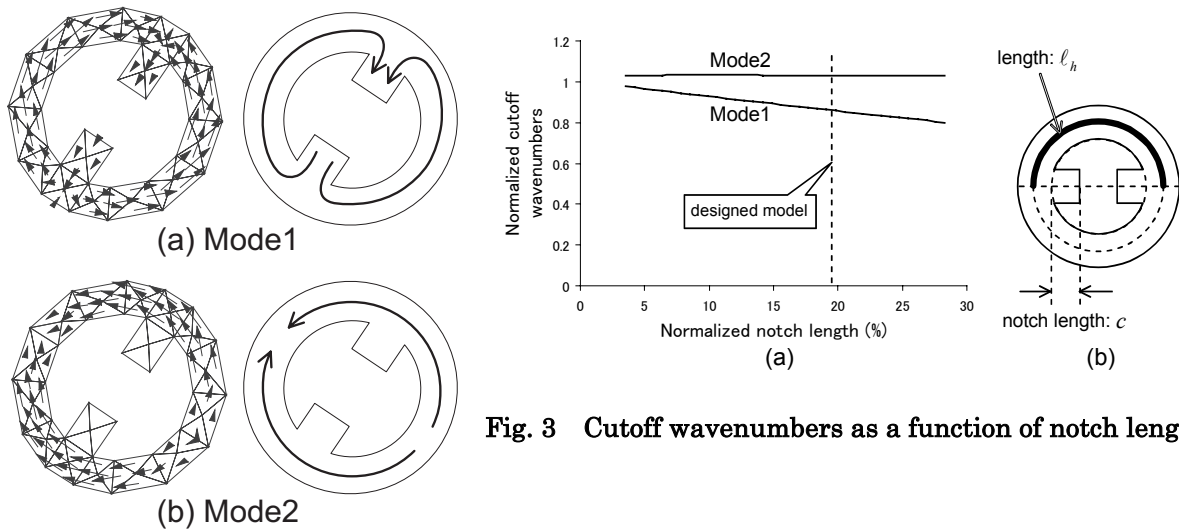 (a) Mode1
(b) Mode2
Normalized cutoff
wavenumbers
1.2
1
0.8
0.6
0.4
0.2
0
0
5
10
15
20
25
30
Mode2
Mode1
designed model
Normalized notch length (%)
(a)
length: ℓh
notch length: c
(b)
Fig. 3 Cutoff wavenumbers as a function of notch leng